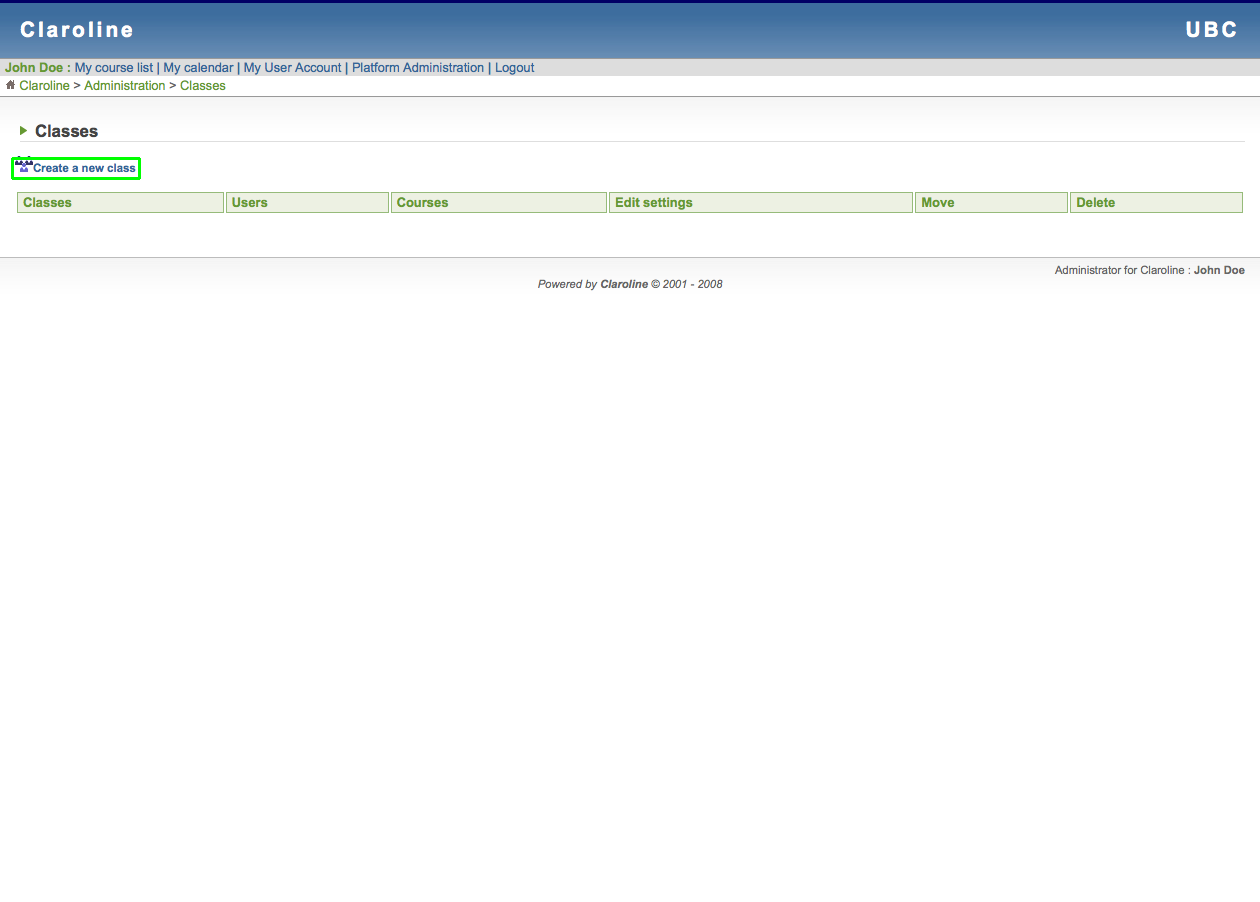 Claroline UBC
John Doe : My course list | My calendar | My User Account | Platform Administration | Logout
Claroline > Administration > Classes
Classes
Create a new class
Classes Users Courses Edit settings Move Delete
Administrator for Claroline : John Doe
Powered by Claroline © 2001 - 2008